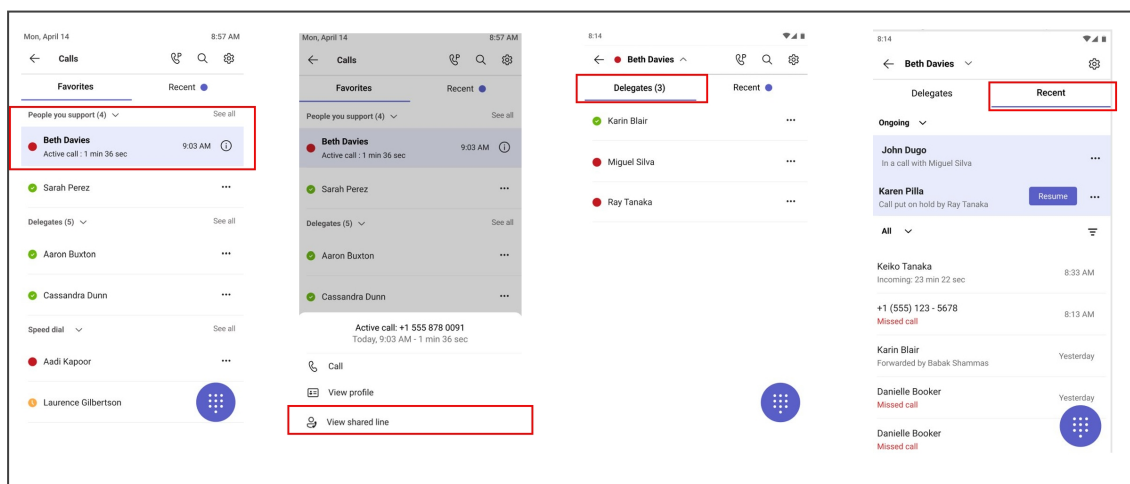 Mon, April 14 8:57 AM
Calls
Favorites Recent
People you support (4) See all
Beth Davies
Active call : 1 min 36 sec 9:03 AM
Sarah Perez
Delegates (5) See all
Aaron Buxton
Cassandra Dunn
Speed dial See all
Aadi Kapoor
Laurence Gilbertson
Mon, April 14 8:57 AM
Calls
Favorites Recent
People you support (4) See all
Beth Davies
Active call : 1 min 36 sec 9:03 AM
Sarah Perez
Delegates (5) See all
Aaron Buxton
Cassandra Dunn
Active call: +1 555 878 0091
Today, 9:03 AM - 1 min 36 sec
Call
View profile
View shared line
8:14
Beth Davies
Delegates (3) Recent
Karin Blair
Miguel Silva
Ray Tanaka
8:14
Beth Davies
Delegates Recent
Ongoing
John Dugo
In a call with Miguel Silva
Karen Pilla
Call put on hold by Ray Tanaka Resume
All
Keiko Tanaka
Incoming: 23 min 22 sec 8:33 AM
+1 (555) 123 - 5678
Missed call 8:13 AM
Karin Blair
Forwarded by Babak Shammas Yesterday
Danielle Booker
Missed call Yesterday
Danielle Booker
Missed call